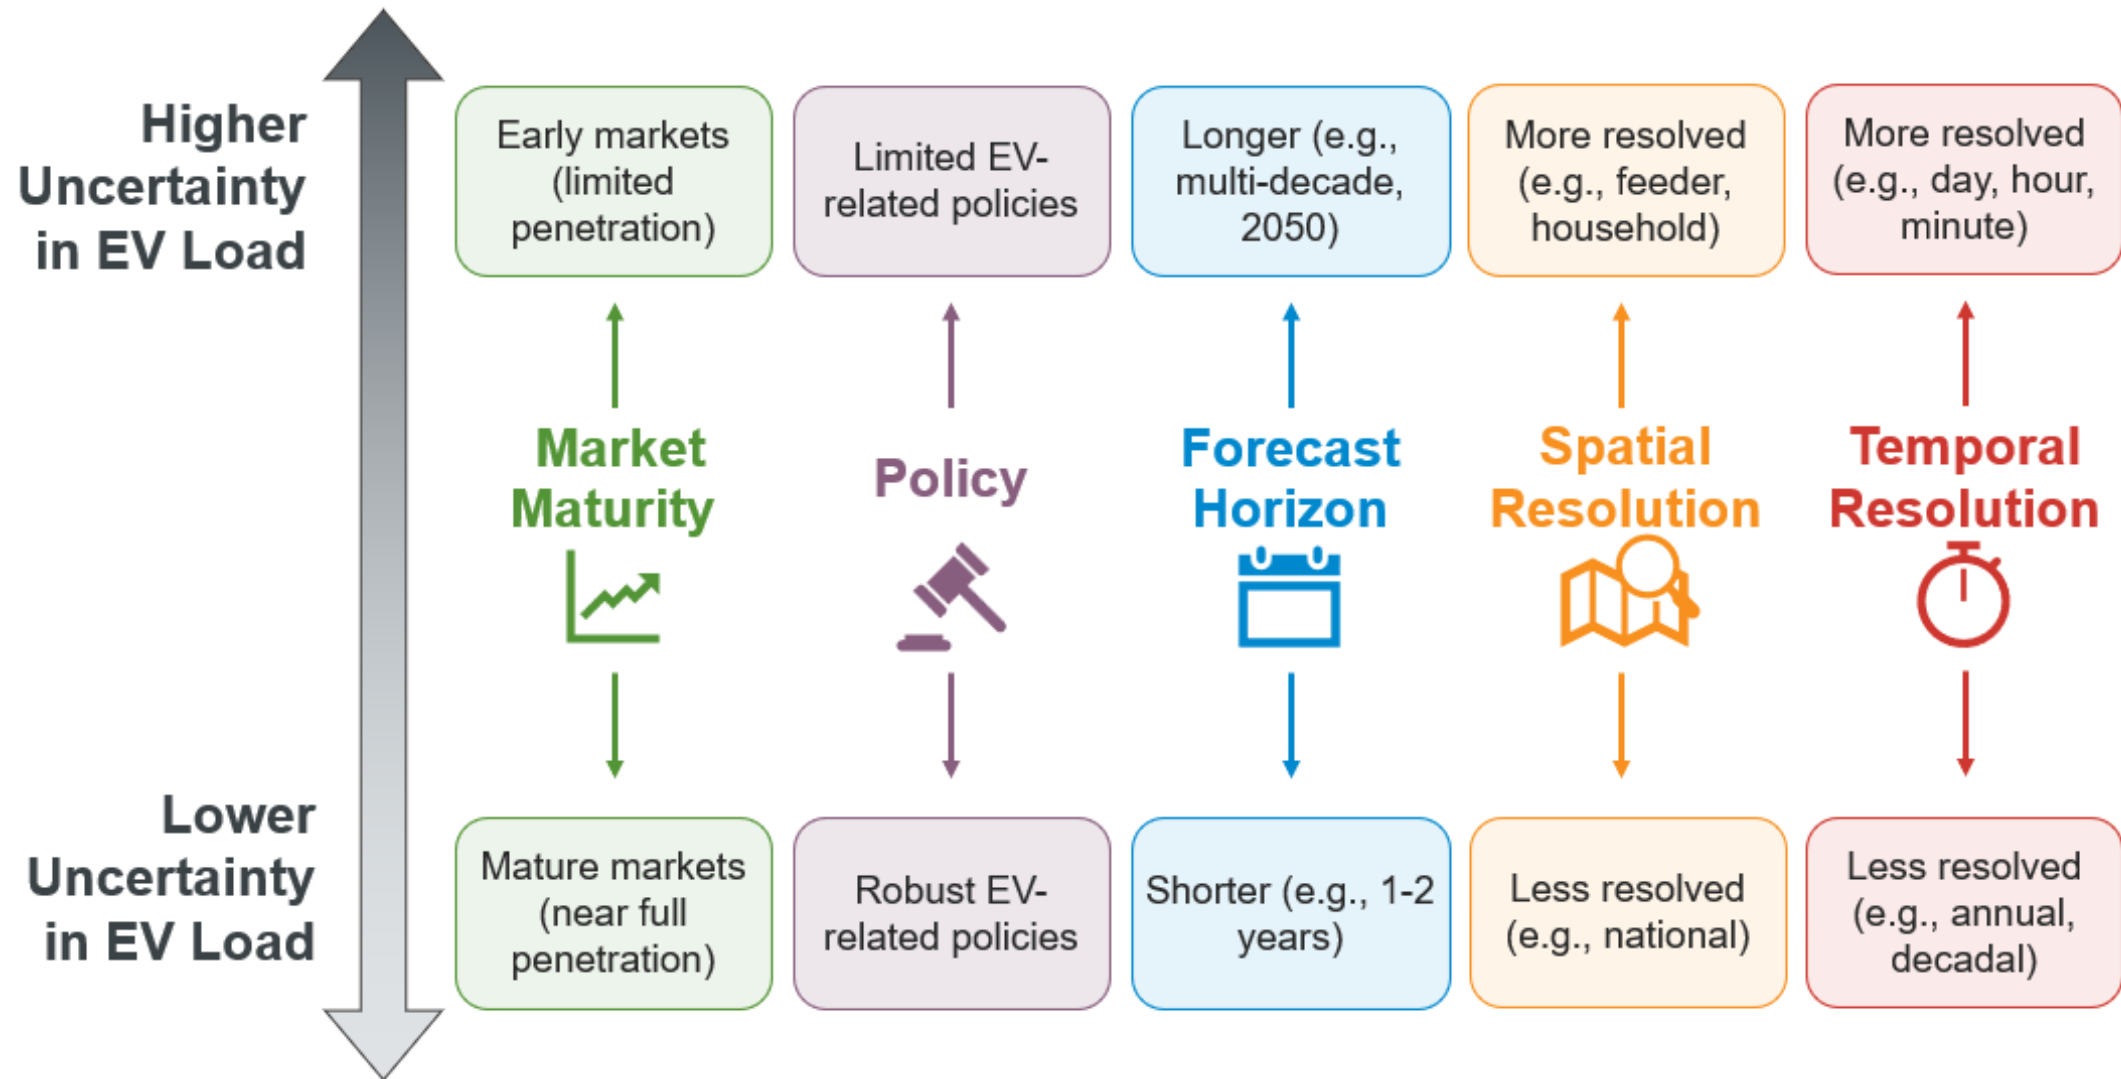 Higher
Uncertainty
in EV Load
Early markets
(limited
penetration)
Limited EV-
related policies
Longer (e.g.,
multi-decade,
2050)
More resolved
(e.g., feeder,
household)
More resolved
(e.g., day, hour,
minute)
Market
Maturity
Policy
Forecast
Horizon
Spatial
Resolution
Temporal
Resolution
Lower
Uncertainty
in EV Load
Mature markets
(near full
penetration)
Robust EV-
related policies
Shorter (e.g., 1-2
years)
Less resolved
(e.g., national)
Less resolved
(e.g., annual,
decadal)